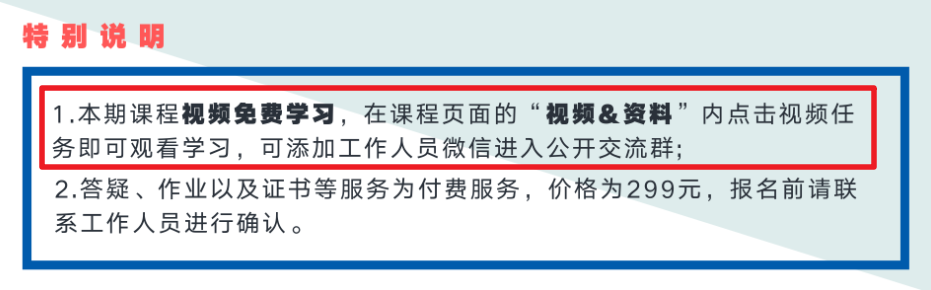 特别说明
1.本期课程视频免费学习，在课程页面的“视频&资料”内点击视频任
务即可观看学习，可添加工作人员微信进入公开交流群;
2.答疑、作业以及证书等服务为付费服务，价格为299元，报名前请联
系工作人员进行确认。